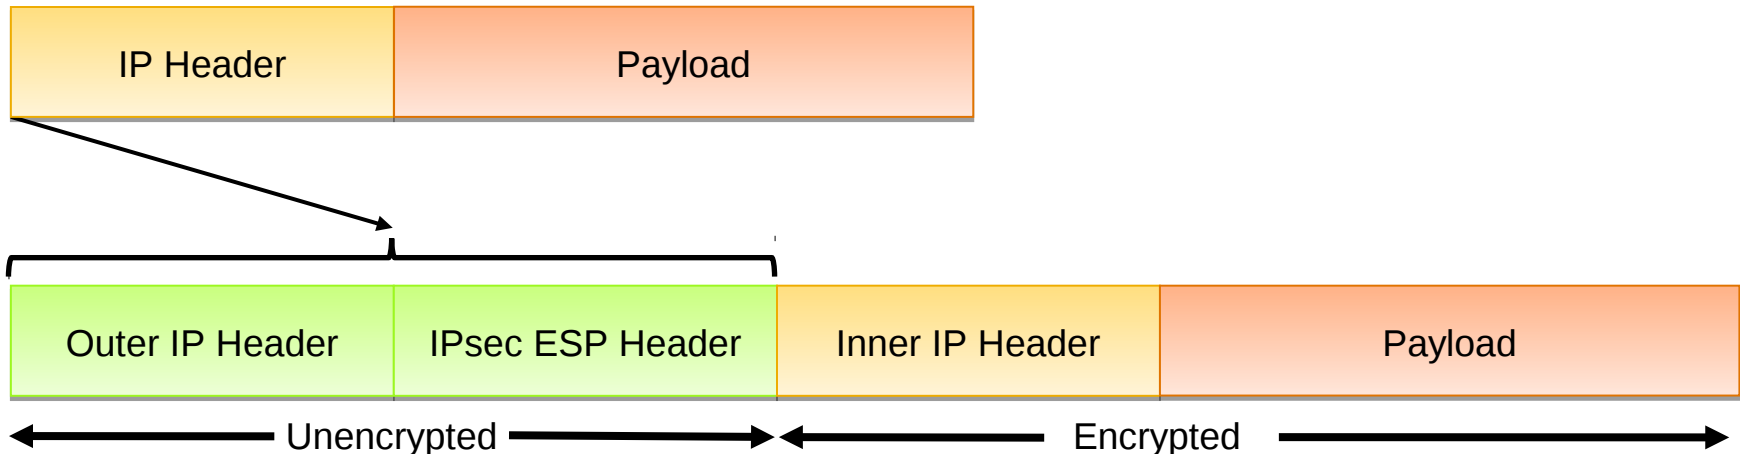 IP Header
Payload
Outer IP Header
IPsec ESP Header
Inner IP Header
Payload
Unencrypted
Encrypted